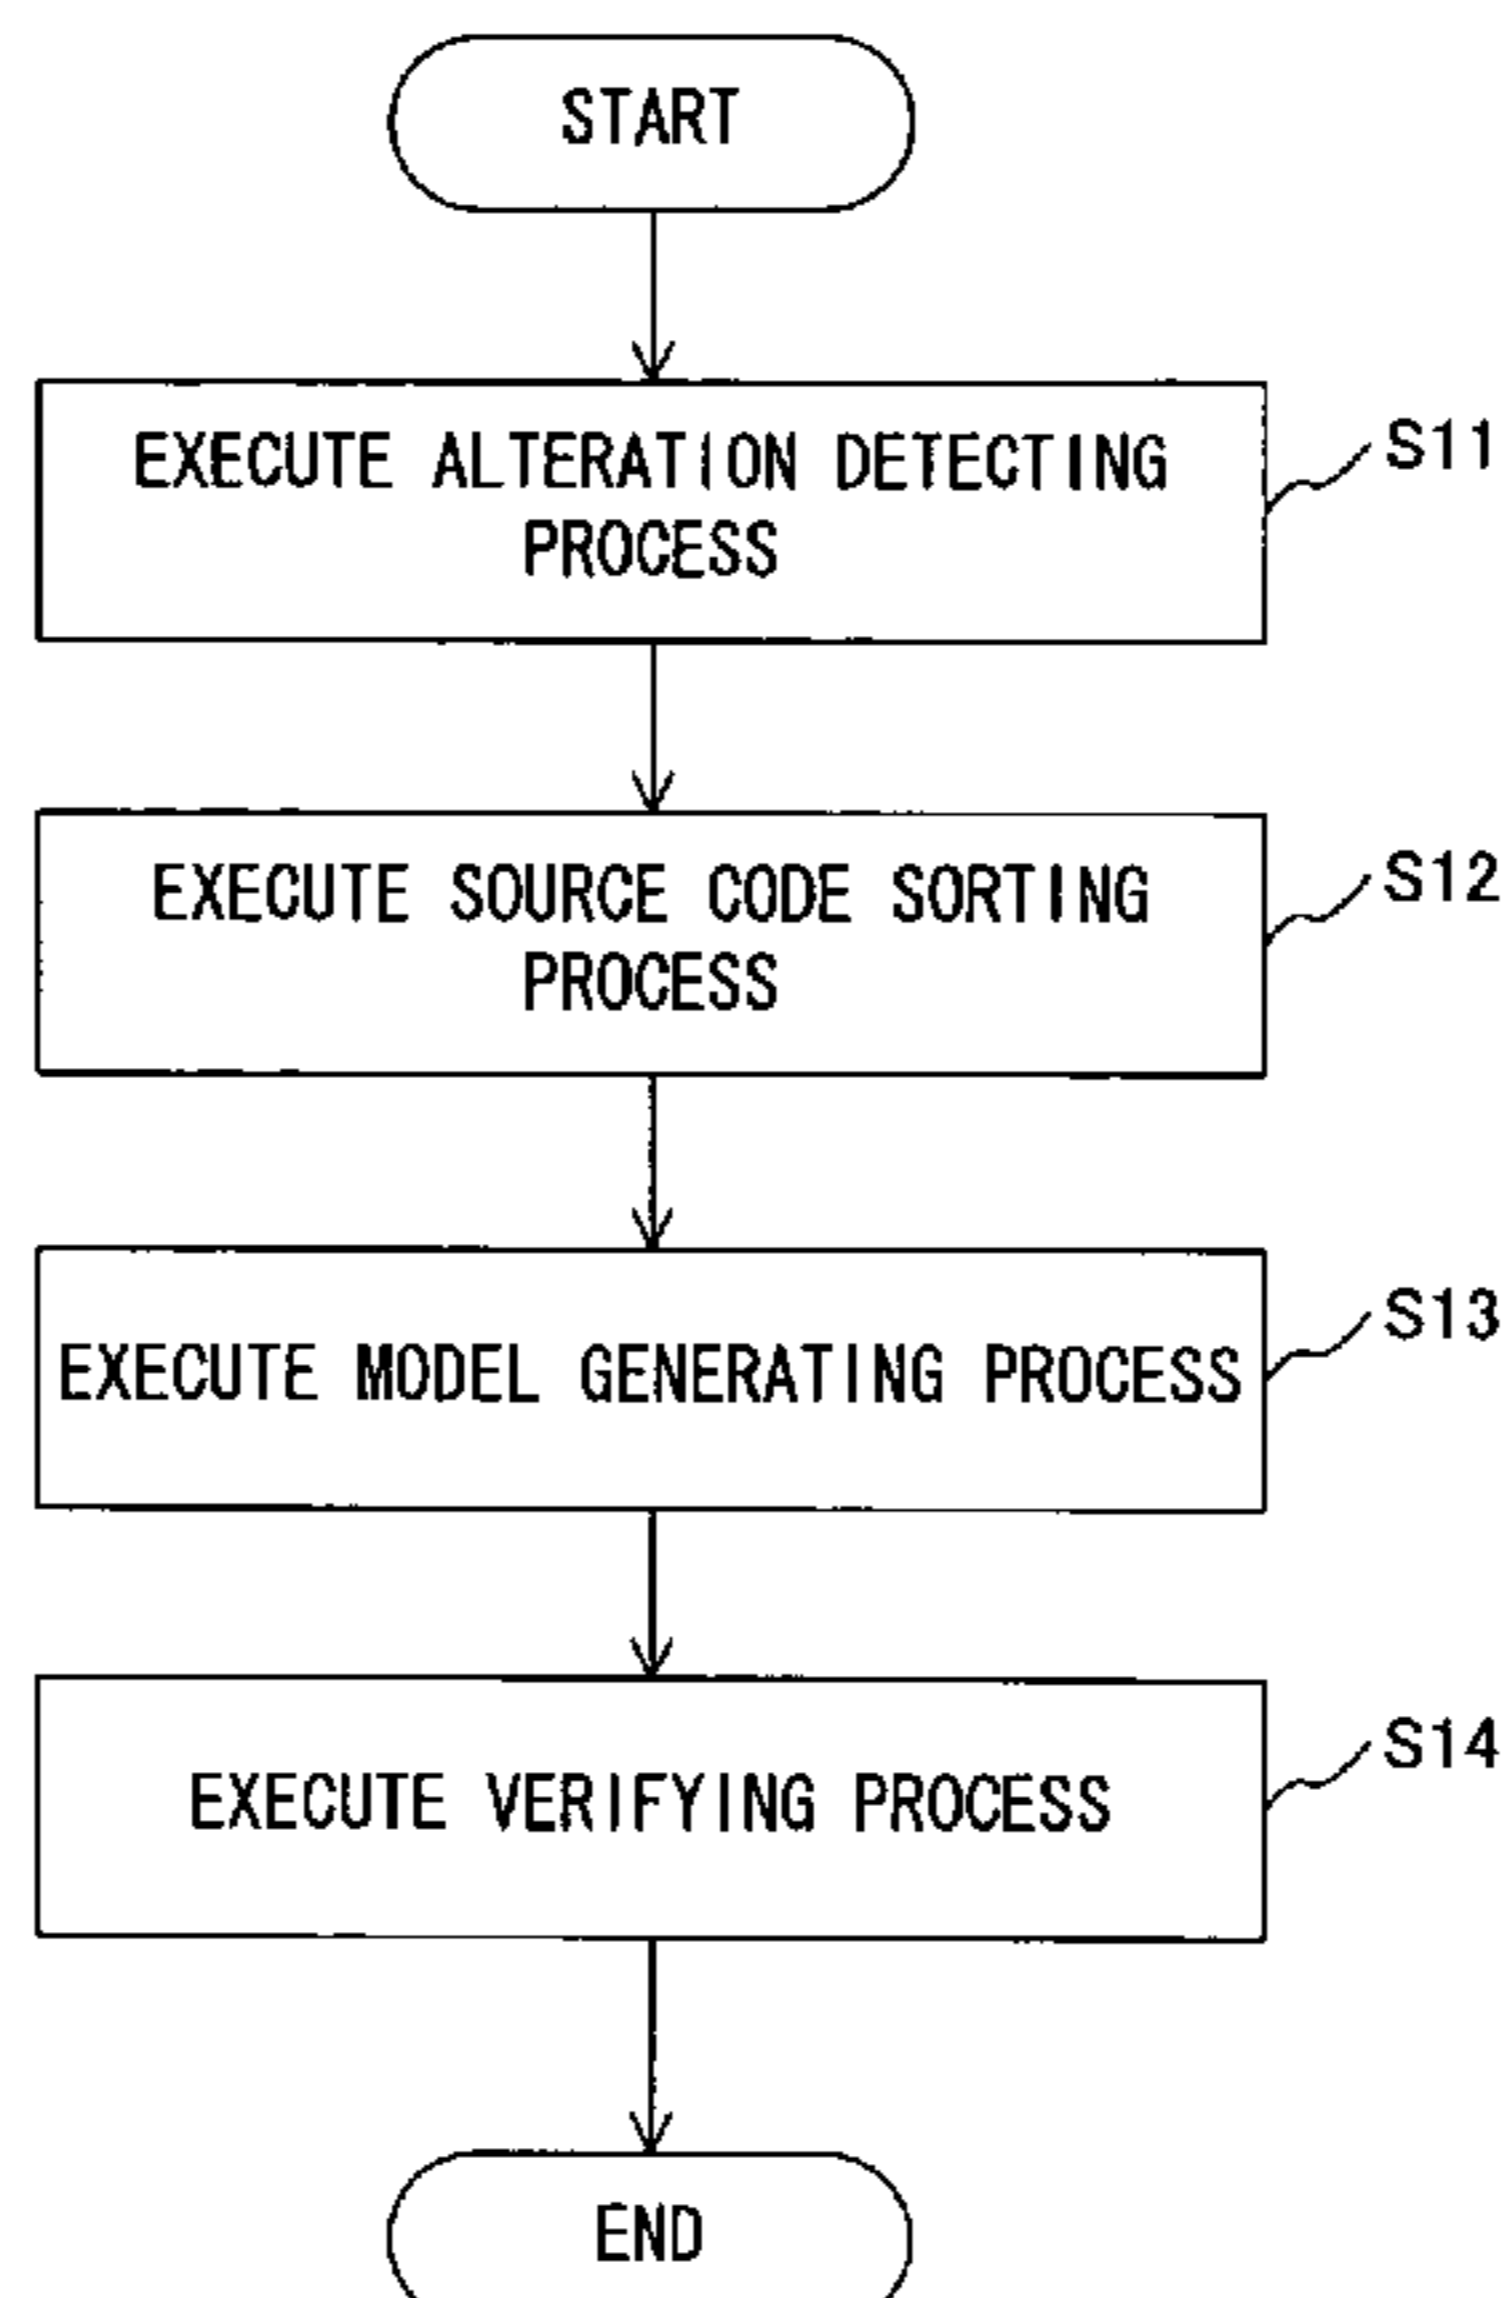 START
EXECUTE ALTERATION DETECTING
PROCESS
S11
EXECUTE SOURCE CODE SORTING
PROCESS
S12
EXECUTE MODEL GENERATING PROCESS
S13
EXECUTE VERIFYING PROCESS
S14
END